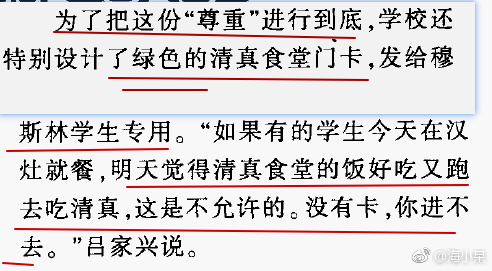 为了把这份“尊重”进行到底,学校还
特别设计了绿色的清真食堂门卡,发给穆
斯林学生专用。“如果有的学生今天在汉
灶就餐,明天觉得清真食堂的饭好吃又跑
去吃清真,这是不允许的。没有卡,你进不
去。”吕家兴说。
@海小呆